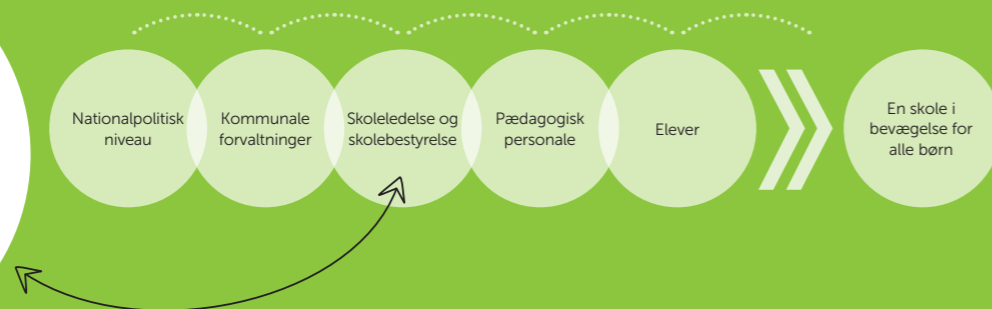 Nationalpolitisk
niveau
Kommunale
forvaltninger
Skoleledelse og
skolebestyrelse
Pædagogisk
personale
Elever
En skole i
bevægelse for
alle børn